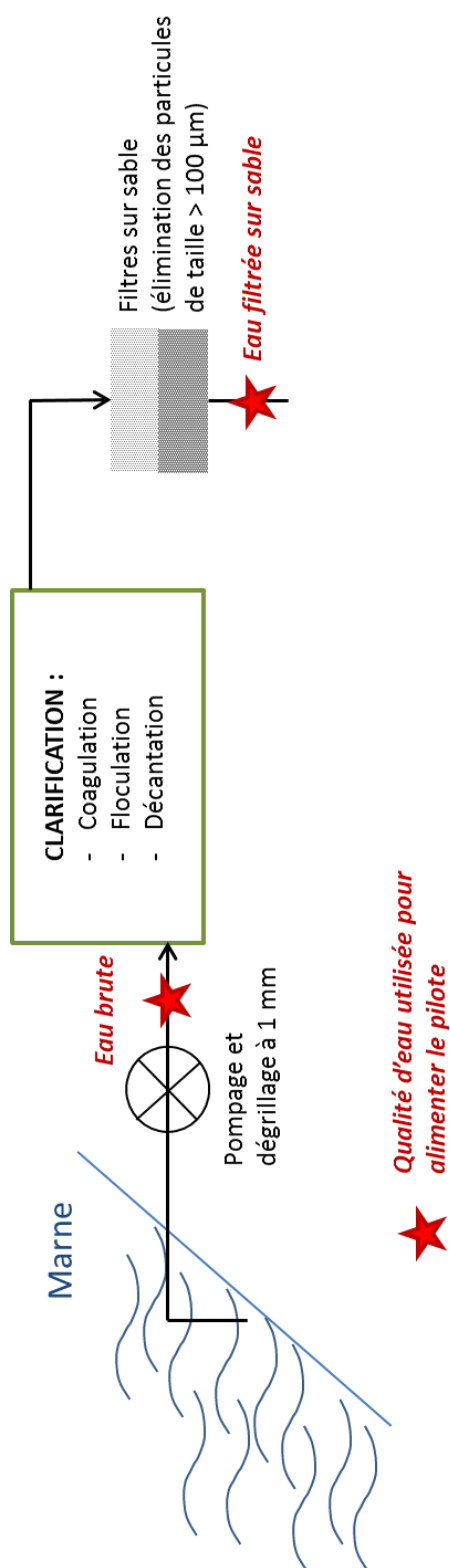 Marne
Pompage et
dégrillage à 1 mm
Eau brute
CLARIFICATION :
- Coagulation
- Floculation
- Décantation
Filtres sur sable
(élimination des particules
de taille > 100 µm)
Eau filtrée sur sable
Qualité d'eau utilisée pour
alimenter le pilote